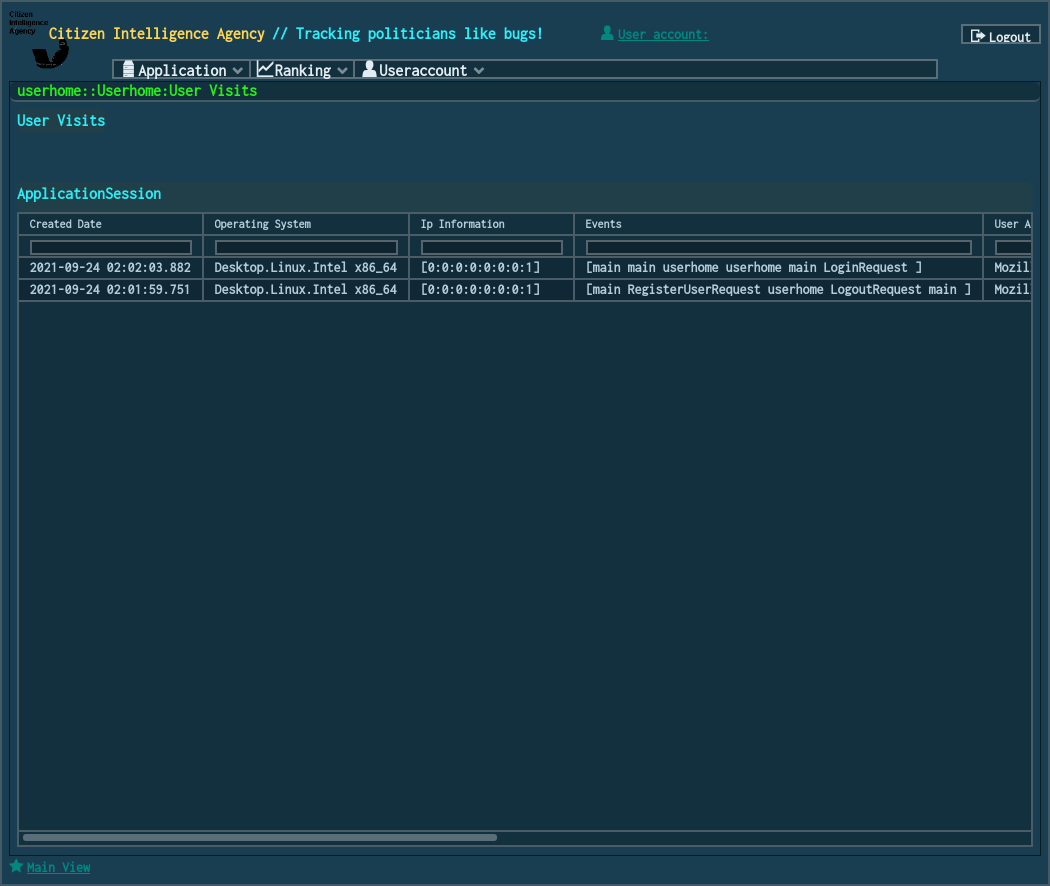 Citizen
Intelligence
Agency
Citizen Intelligence Agency // Tracking politicians like bugs!
User account:
Logout
Application
Ranking
Useraccount
userhome::Userhome:User Visits
User Visits
ApplicationSession
Created Date Operating System Ip Information Events User A
2021-09-24 02:02:03.882 Desktop.Linux.Intel x86_64 [0:0:0:0:0:0:0:1] [main main userhome userhome main LoginRequest ] Mozil
2021-09-24 02:01:59.751 Desktop.Linux.Intel x86_64 [0:0:0:0:0:0:0:1] [main RegisterUserRequest userhome LogoutRequest main ] Mozil
Main View